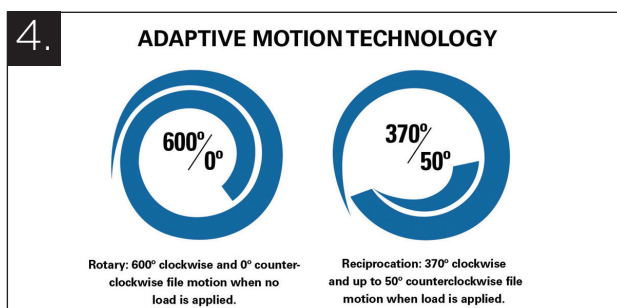 4.
ADAPTIVE MOTION TECHNOLOGY
600º/0º
370º/50º
Rotary: 600º clockwise and 0º counter-
clockwise file motion when no
load is applied.
Reciprocation: 370º clockwise
and up to 50º counterclockwise file
motion when load is applied.